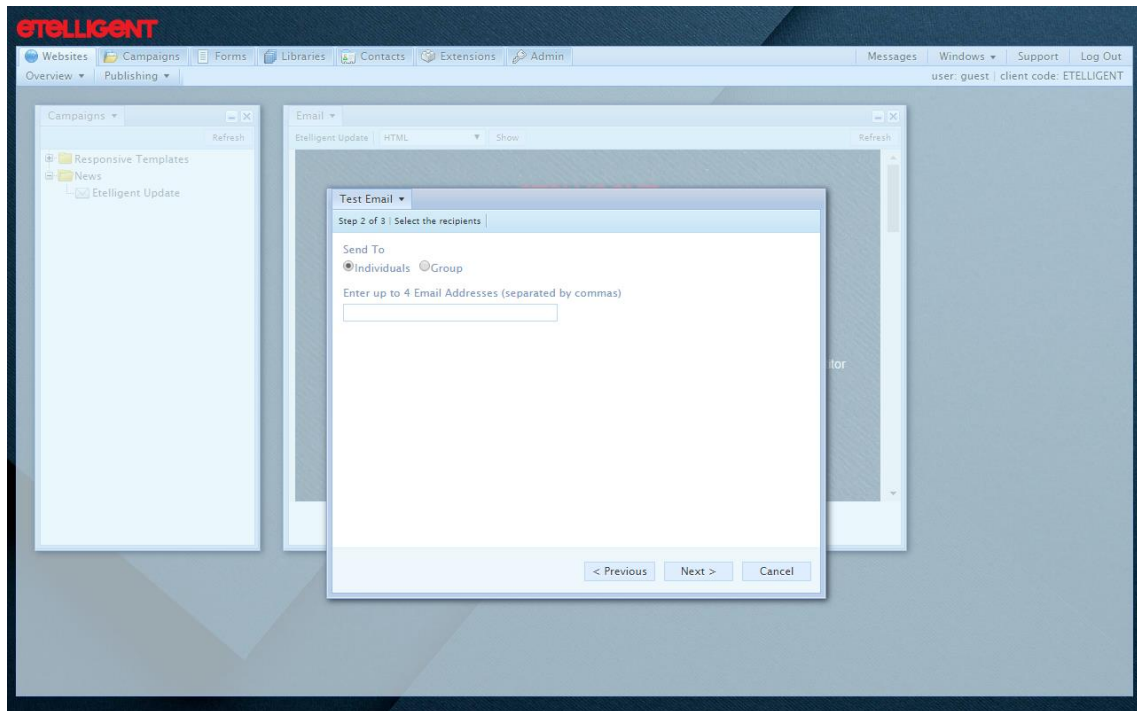 etelligent
Websites Campaigns Forms Libraries Contacts Extensions Admin Messages Windows ▾ Support Log Out
Overview ▾ Publishing ▾ user: guest | client code: ETELLIGENT
Campaigns ▾
Refresh
Responsive Templates
News
Etelligent Update
Email ▾
Etelligent Update HTML ▾ Show Refresh
Test Email ▾
Step 2 of 3 | Select the recipients
Send To
Individuals Group
Enter up to 4 Email Addresses (separated by commas)
itor
< Previous Next > Cancel